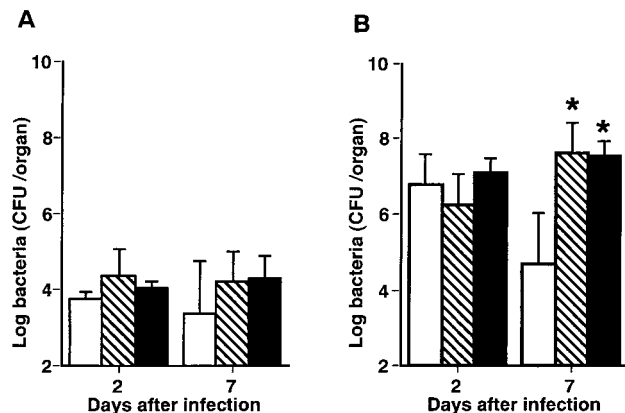 A
Log bacteria (CFU /organ)
10
8
6
4
2
2
7
Days after infection
B
Log bacteria (CFU /organ)
10
8
6
4
2
*
*
2
7
Days after infection